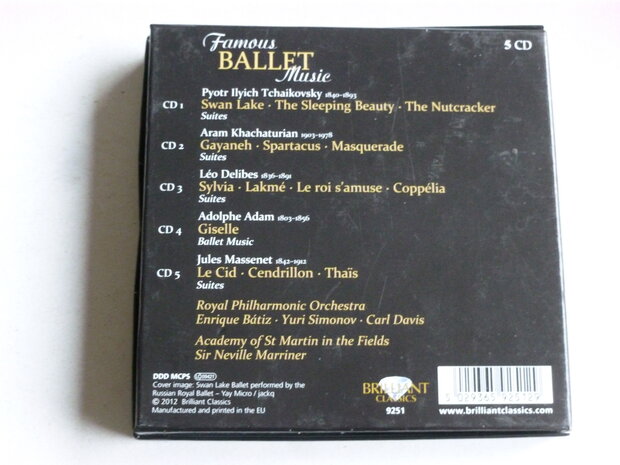 Famous
BALLET
Music
5 CD
Pyotr Ilyich Tchaikovsky 1840-1893
CD 1 Swan Lake · The Sleeping Beauty · The Nutcracker
Suites
Aram Khachaturian 1903-1978
CD 2 Gayaneh · Spartacus · Masquerade
Suites
Léo Delibes 1836-1891
CD 3 Sylvia · Lakmé · Le roi s'amuse · Coppélia
Suites
Adolphe Adam 1803-1856
CD 4 Giselle
Ballet Music
Jules Massenet 1842-1912
CD 5 Le Cid · Cendrillon · Thaïs
Suites
Royal Philharmonic Orchestra
Enrique Bátiz · Yuri Simonov · Carl Davis
Academy of St Martin in the Fields
Sir Neville Marriner
DDD MCPS
Cover image: Swan Lake Ballet performed by the
Russian Royal Ballet – Yay Micro / jackq
© 2012 Brilliant Classics
Manufactured and printed in the EU
BRILLIANT
CLASSICS
9251
www.brilliantclassics.com